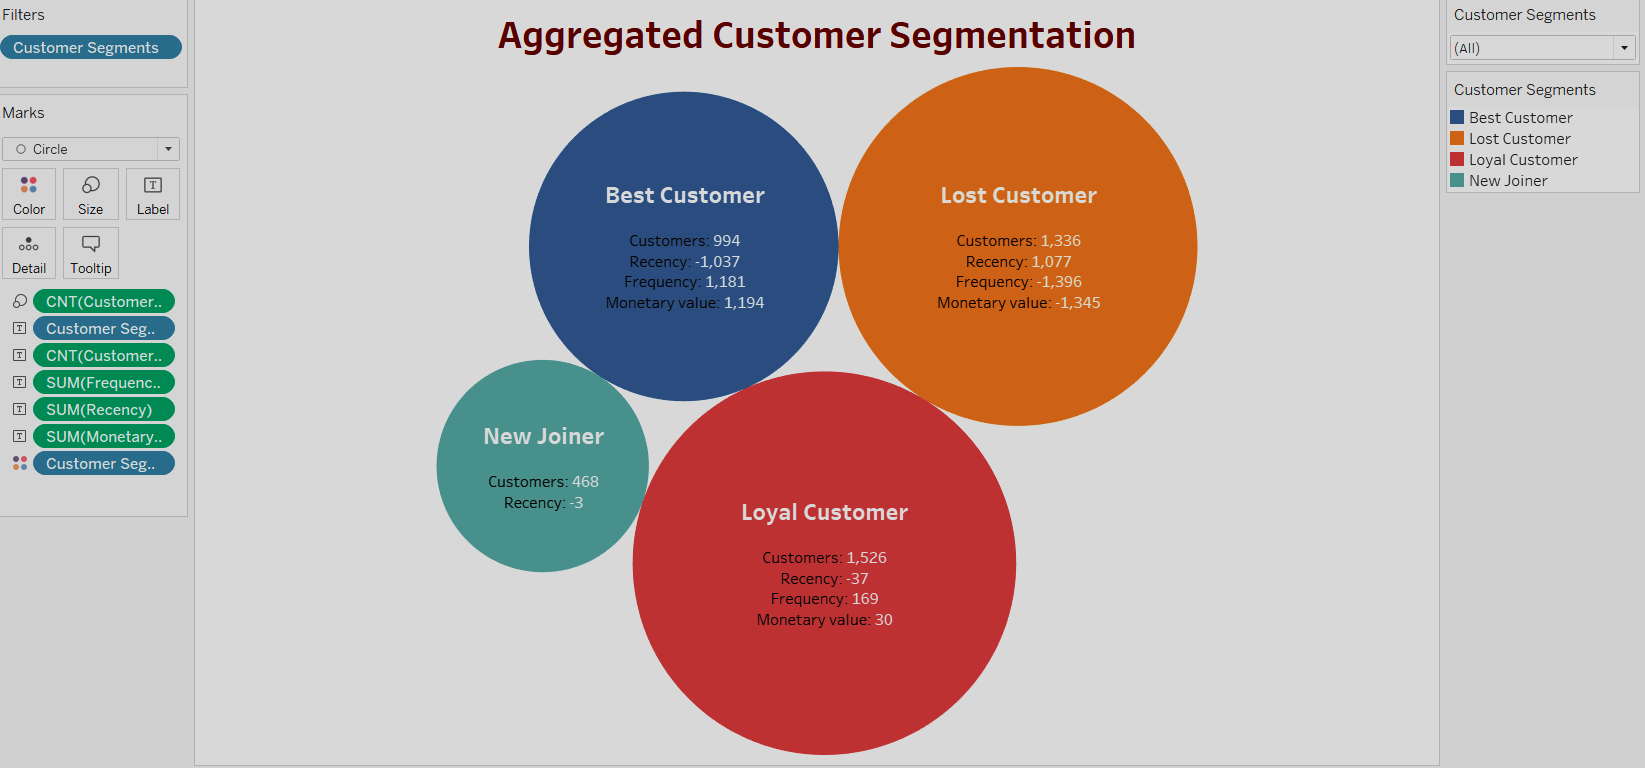 Filters
Customer Segments
Marks
Circle
Color Size Label
Detail Tooltip
CNT(Customer..
Customer Seg..
CNT(Customer..
SUM(Frequenc..
SUM(Recency)
SUM(Monetary..
Customer Seg..
Aggregated Customer Segmentation
Best Customer
Customers: 994
Recency: -1,037
Frequency: 1,181
Monetary value: 1,194
Lost Customer
Customers: 1,336
Recency: 1,077
Frequency: -1,396
Monetary value: -1,345
New Joiner
Customers: 468
Recency: -3
Loyal Customer
Customers: 1,526
Recency: -37
Frequency: 169
Monetary value: 30
Customer Segments
(All)
Customer Segments
Best Customer
Lost Customer
Loyal Customer
New Joiner